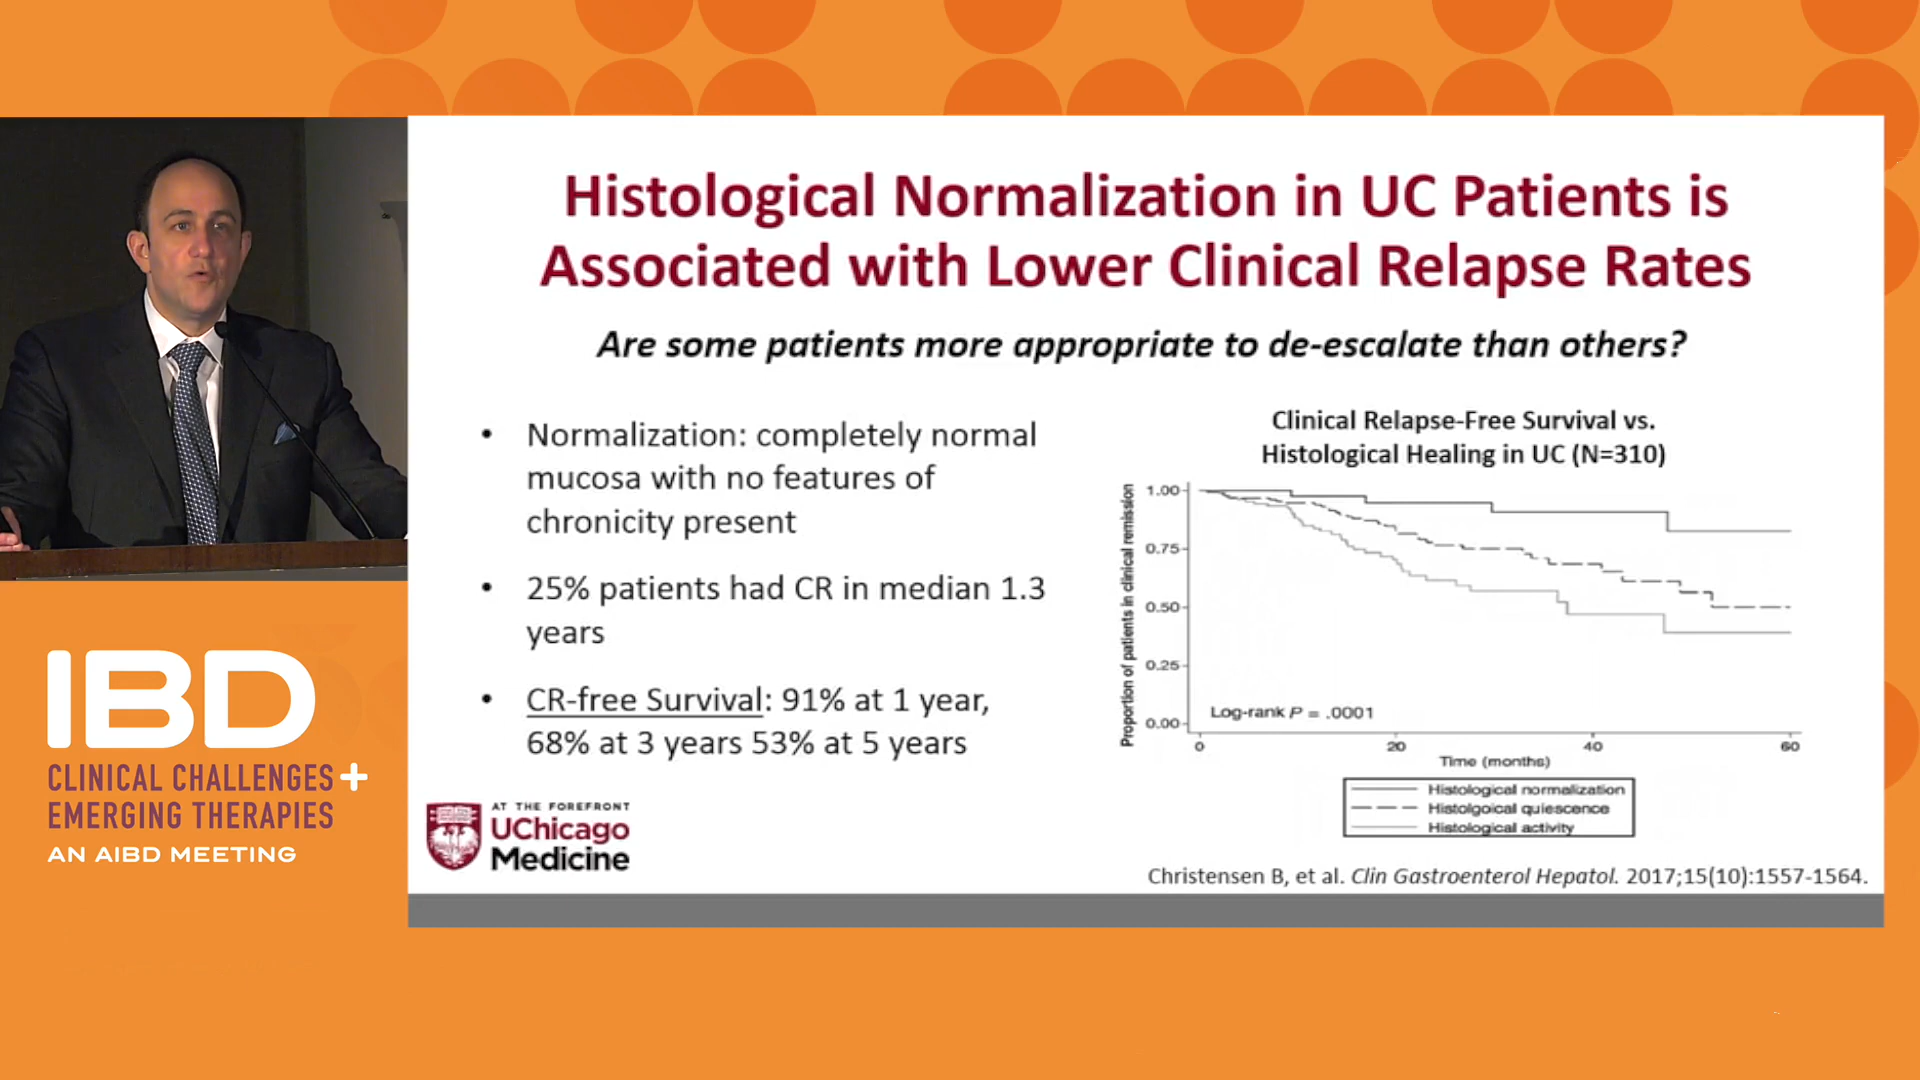 Histological Normalization in UC Patients is
Associated with Lower Clinical Relapse Rates
Are some patients more appropriate to de-escalate than others?
• Normalization: completely normal
mucosa with no features of
chronicity present
• 25% patients had CR in median 1.3
years
• CR-free Survival: 91% at 1 year,
68% at 3 years 53% at 5 years
Clinical Relapse-Free Survival vs.
Histological Healing in UC (N=310)
Proportion of patients in clinical remission
1.00
0.75
0.50
0.25
0.00
Log-rank P = .0001
0 20 40 60
Time (months)
Histological normalization
Histolgoical quiescence
Histological activity
AT THE FOREFRONT
UChicago
Medicine
Christensen B, et al. Clin Gastroenterol Hepatol. 2017;15(10):1557-1564.
IBD
CLINICAL CHALLENGES +
EMERGING THERAPIES
AN AIBD MEETING